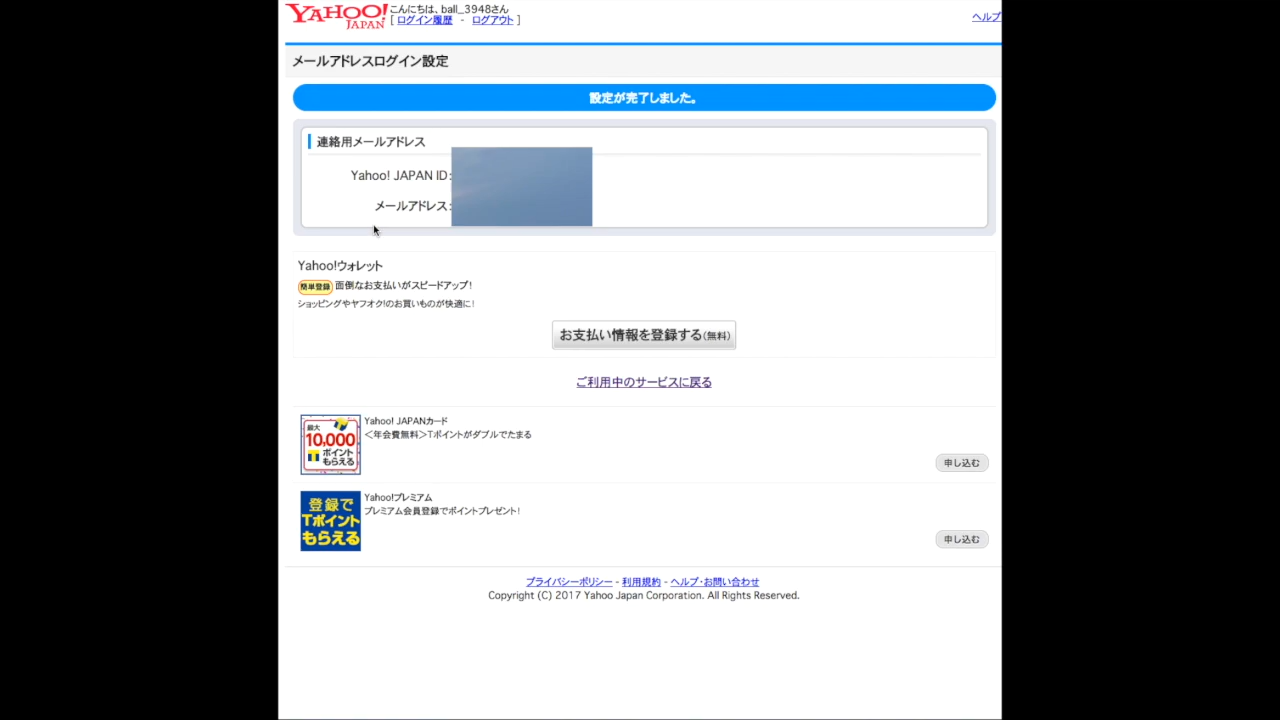 YAHOO!
JAPAN
こんにちは、ball_3948さん
[ ログイン履歴 - ログアウト ]
ヘルプ
メールアドレスログイン設定
設定が完了しました。
連絡用メールアドレス
Yahoo! JAPAN ID:
メールアドレス:
Yahoo!ウォレット
簡単登録 面倒なお支払いがスピードアップ!
ショッピングやヤフオク!のお買いものが快適に!
お支払い情報を登録する(無料)
ご利用中のサービスに戻る
最大
10,000
ポイント
もらえる
Yahoo! JAPANカード
＜年会費無料＞Tポイントがダブルでたまる
申し込む
登録で
Tポイント
もらえる
Yahoo!プレミアム
プレミアム会員登録でポイントプレゼント!
申し込む
プライバシーポリシー - 利用規約 - ヘルプ・お問い合わせ
Copyright (C) 2017 Yahoo Japan Corporation. All Rights Reserved.